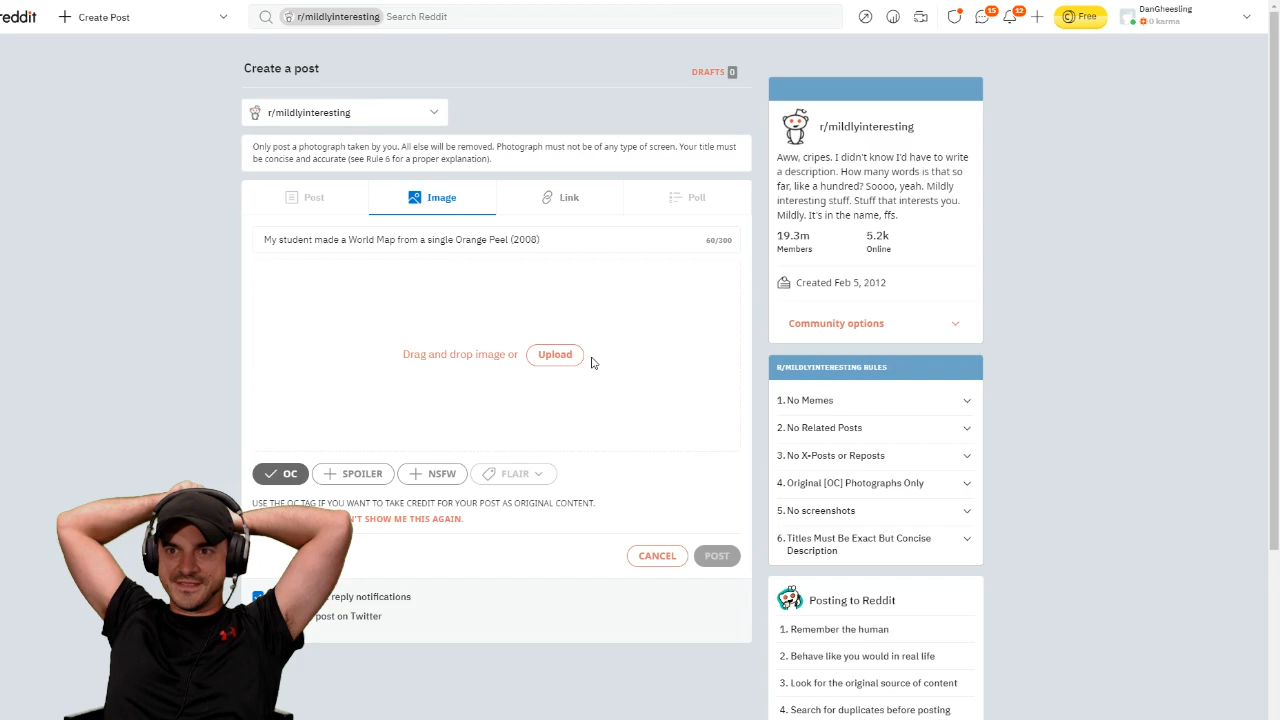 reddit
Create Post
r/mildlyinteresting Search Reddit
15
12
Free
DanGheesling
0 karma
Create a post
DRAFTS 0
r/mildlyinteresting
Only post a photograph taken by you. All else will be removed. Photograph must not be of any type of screen. Your title must
be concise and accurate (see Rule 6 for a proper explanation).
Post
Image
Link
Poll
My student made a World Map from a single Orange Peel (2008)
60/300
Drag and drop image or Upload
OC
SPOILER
NSFW
FLAIR
USE THE OC TAG IF YOU WANT TO TAKE CREDIT FOR YOUR POST AS ORIGINAL CONTENT.
SHOW ME THIS AGAIN.
CANCEL
POST
reply notifications
post on Twitter
r/mildlyinteresting
Aww, cripes. I didn't know I'd have to write
a description. How many words is that so
far, like a hundred? Soooo, yeah. Mildly
interesting stuff. Stuff that interests you.
Mildly. It's in the name, ffs.
19.3m
5.2k
Members
Online
Created Feb 5, 2012
Community options
R/MILDLYINTERESTING RULES
1. No Memes
2. No Related Posts
3. No X-Posts or Reposts
4. Original [OC] Photographs Only
5. No screenshots
6. Titles Must Be Exact But Concise
Description
Posting to Reddit
1. Remember the human
2. Behave like you would in real life
3. Look for the original source of content
4. Search for duplicates before posting